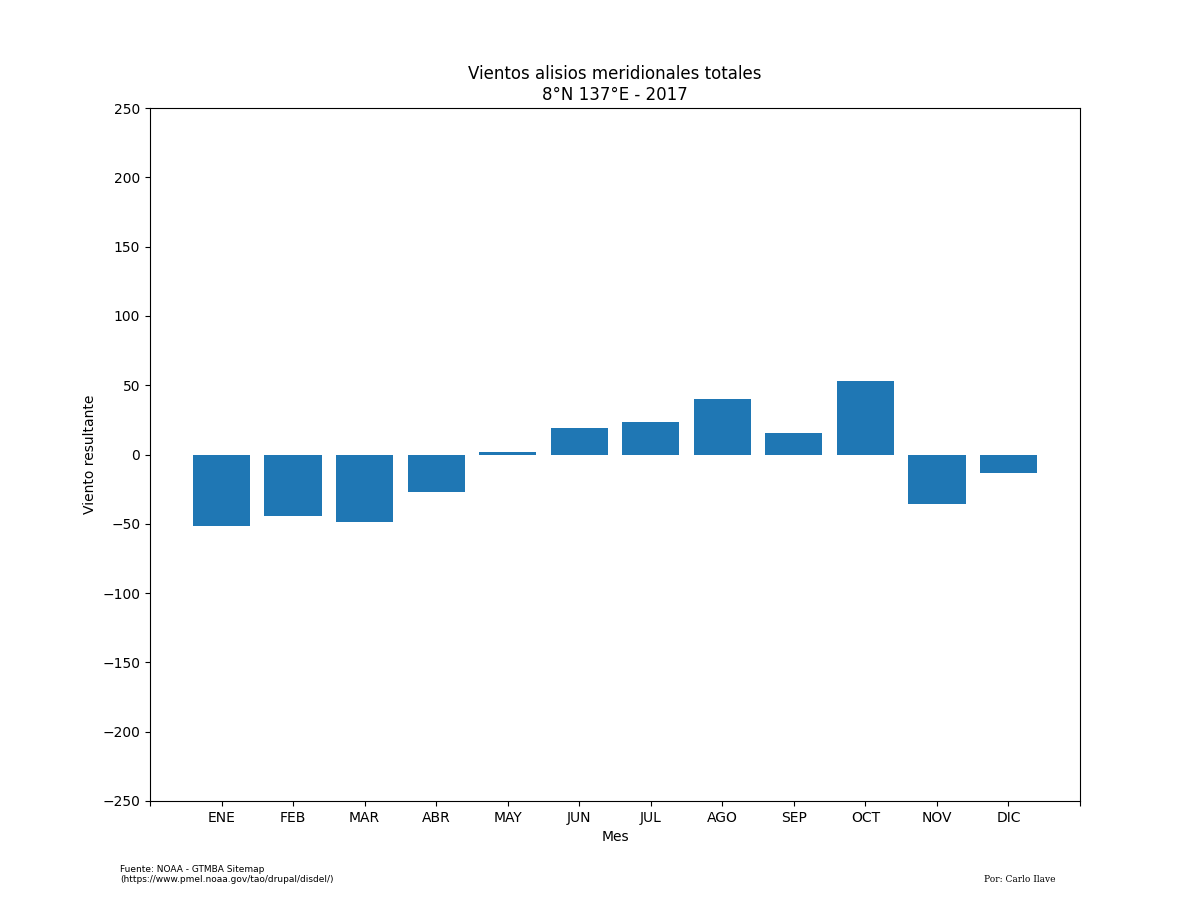 Vientos alisios meridionales totales
8°N 137°E - 2017
250
200
150
100
50
0
−50
−100
−150
−200
−250
Viento resultante
ENE FEB MAR ABR MAY JUN JUL AGO SEP OCT NOV DIC
Mes
Fuente: NOAA - GTMBA Sitemap
(https://www.pmel.noaa.gov/tao/drupal/disdel/)
Por: Carlo Ilave